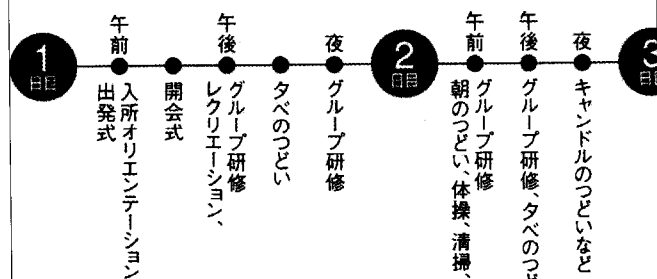 1
日目
午前
出発式
入所オリエンテーション
開会式
午後
レクリエーション、
グループ研修
夕べのつどい
夜
グループ研修
2
日目
午前
朝のつどい、体操、清掃、
グループ研修
午後
グループ研修、夕べのつど
夜
キャンドルのつどいなど
3